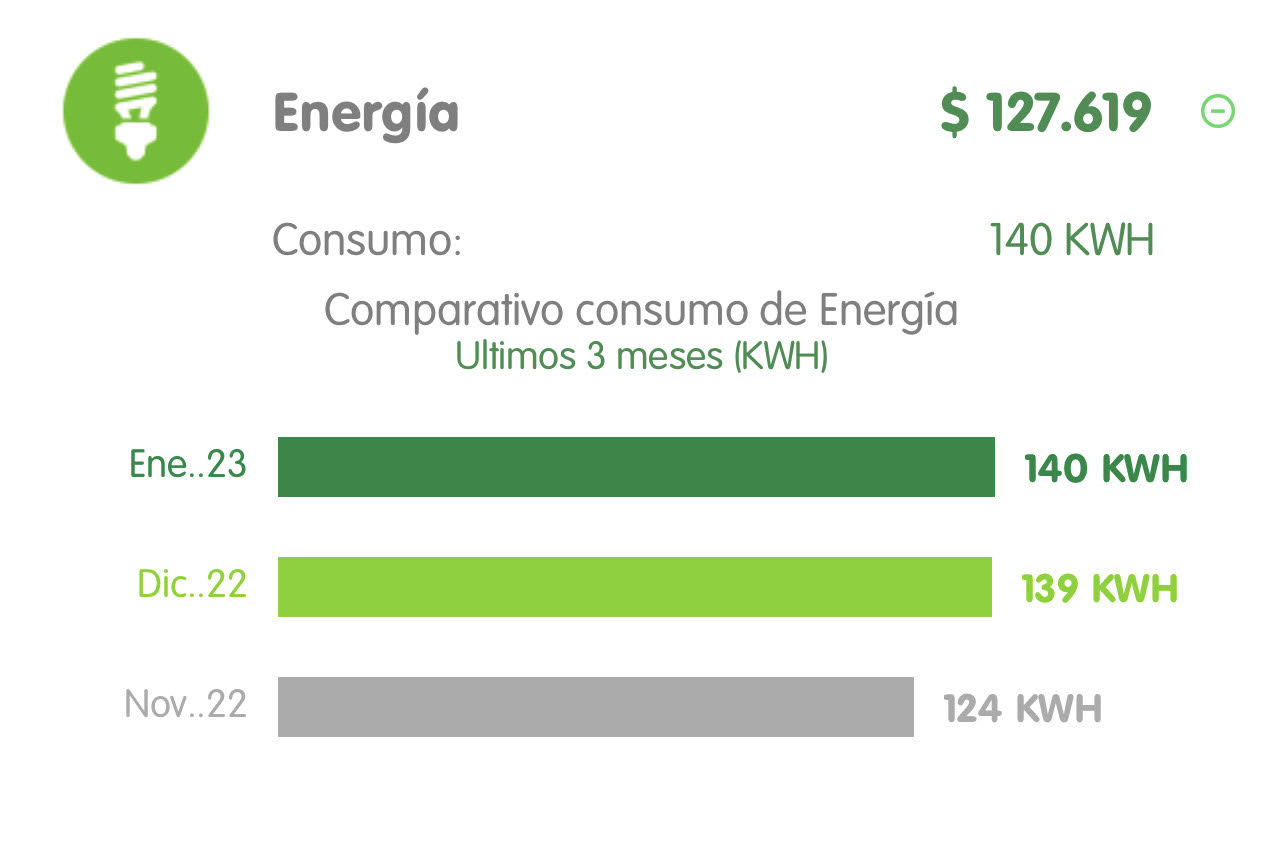 Energía $ 127.619
Consumo: 140 KWH
Comparativo consumo de Energía
Ultimos 3 meses (KWH)
Ene..23 140 KWH
Dic..22 139 KWH
Nov..22 124 KWH